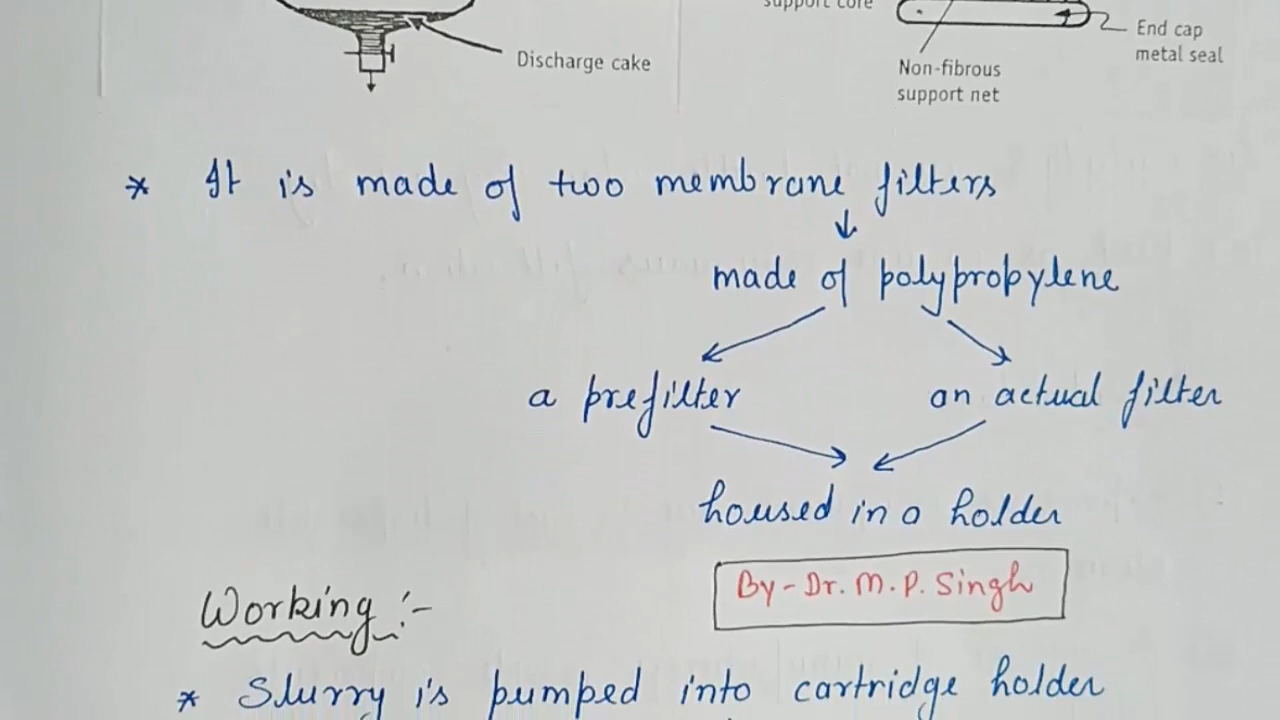 support core
End cap
metal seal
Discharge cake
Non-fibrous
support net
* It is made of two membrane filters
made of polypropylene
a prefilter
an actual filter
housed in a holder
By - Dr. M. P. Singh
Working :-
* Slurry is pumped into cartridge holder